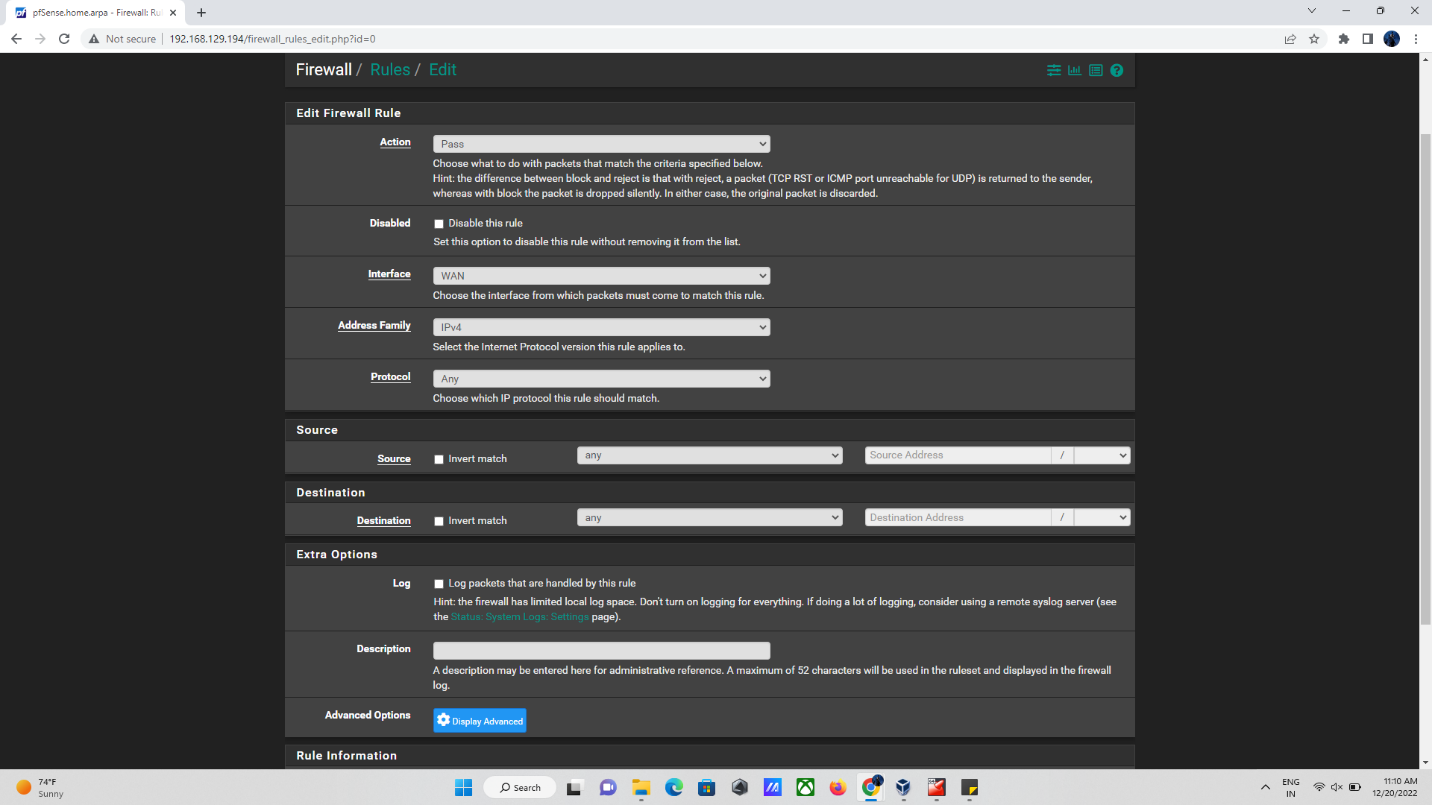 pfSense.home.arpa - Firewall: Ru
Not secure
192.168.129.194/firewall_rules_edit.php?id=0
Firewall / Rules / Edit
Edit Firewall Rule
Action
Pass
Choose what to do with packets that match the criteria specified below.
Hint: the difference between block and reject is that with reject, a packet (TCP RST or ICMP port unreachable for UDP) is returned to the sender,
whereas with block the packet is dropped silently. In either case, the original packet is discarded.
Disabled
Disable this rule
Set this option to disable this rule without removing it from the list.
Interface
WAN
Choose the interface from which packets must come to match this rule.
Address Family
IPv4
Select the Internet Protocol version this rule applies to.
Protocol
Any
Choose which IP protocol this rule should match.
Source
Source
Invert match
any
Source Address
/
Destination
Destination
Invert match
any
Destination Address
/
Extra Options
Log
Log packets that are handled by this rule
Hint: the firewall has limited local log space. Don't turn on logging for everything. If doing a lot of logging, consider using a remote syslog server (see
the Status: System Logs: Settings page).
Description
A description may be entered here for administrative reference. A maximum of 52 characters will be used in the ruleset and displayed in the firewall
log.
Advanced Options
Display Advanced
Rule Information
74°F
Sunny
Search
ENG
IN
11:10 AM
12/20/2022